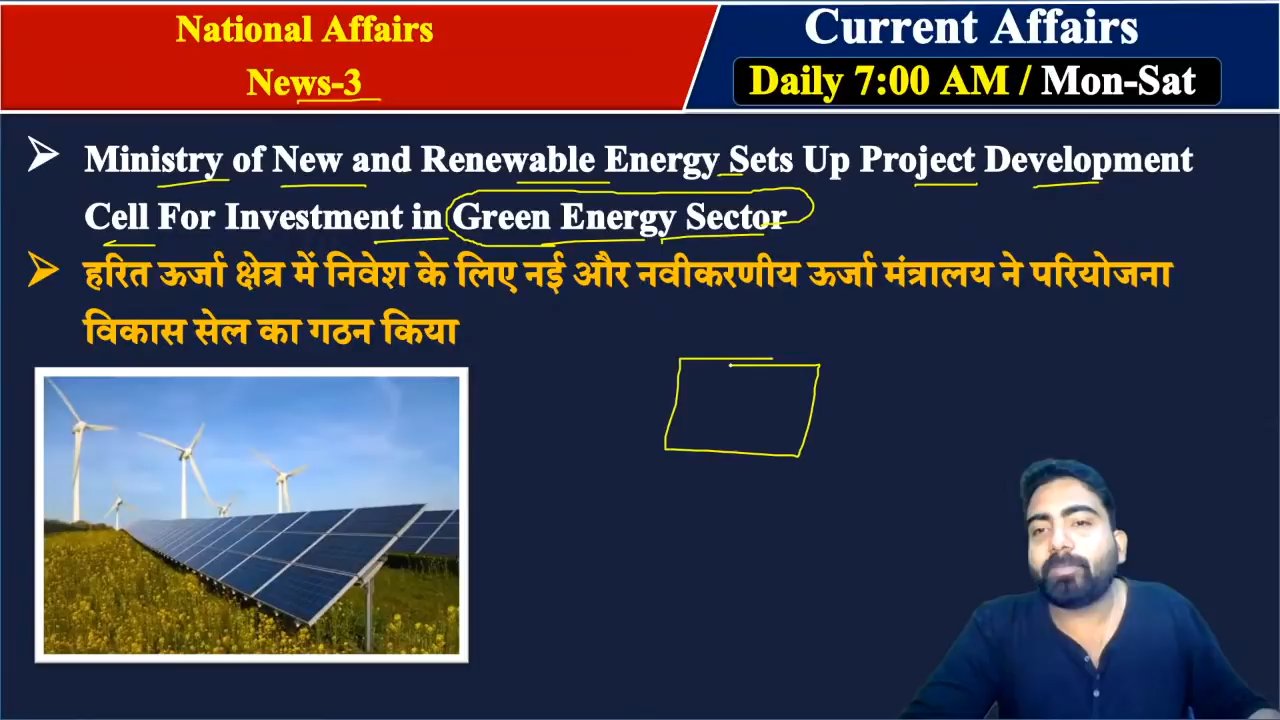 National Affairs
News-3
Current Affairs
Daily 7:00 AM / Mon-Sat
Ministry of New and Renewable Energy Sets Up Project Development
Cell For Investment in Green Energy Sector
हरित ऊर्जा क्षेत्र में निवेश के लिए नई और नवीकरणीय ऊर्जा मंत्रालय ने परियोजना
विकास सेल का गठन किया